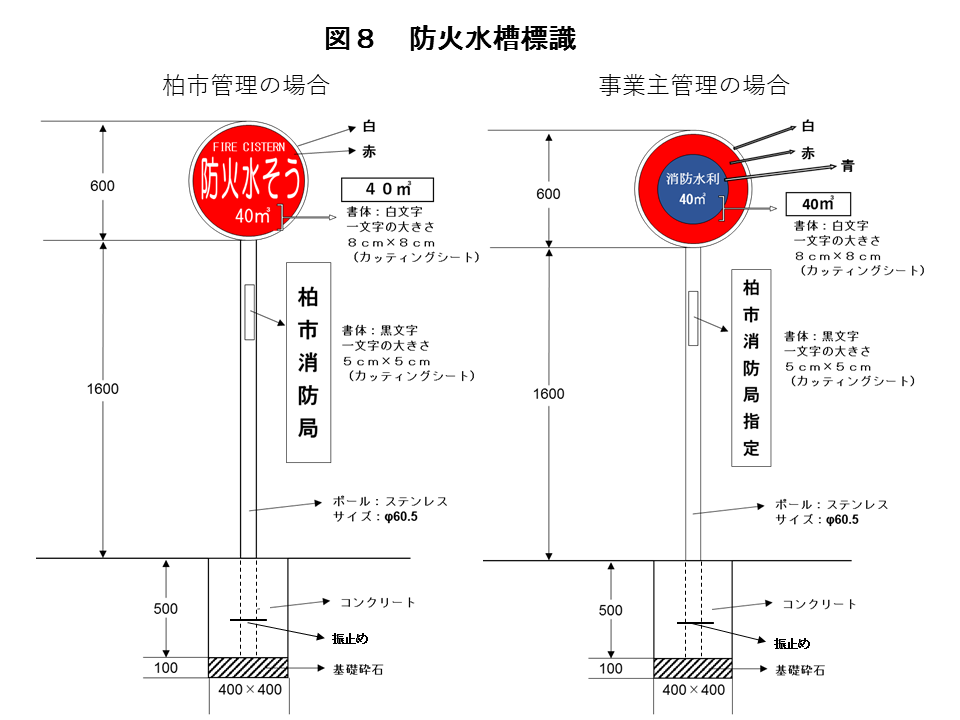 図８　防火水槽標識
柏市管理の場合
白
赤
FIRE CISTERN
防火水そう
40㎥
600
４０㎥
書体：白文字
一文字の大きさ
８ｃｍ×８ｃｍ
（カッティングシート）
柏市消防局
書体：黒文字
一文字の大きさ
５ｃｍ×５ｃｍ
（カッティングシート）
1600
ポール：ステンレス
サイズ：φ60.5
500
コンクリート
振止め
100
基礎砕石
400×400
事業主管理の場合
白
赤
青
消防水利
40㎥
600
40㎥
書体：白文字
一文字の大きさ
８ｃｍ×８ｃｍ
（カッティングシート）
柏市消防局指定
書体：黒文字
一文字の大きさ
５ｃｍ×５ｃｍ
（カッティングシート）
1600
ポール：ステンレス
サイズ：φ60.5
500
コンクリート
振止め
100
基礎砕石
400×400